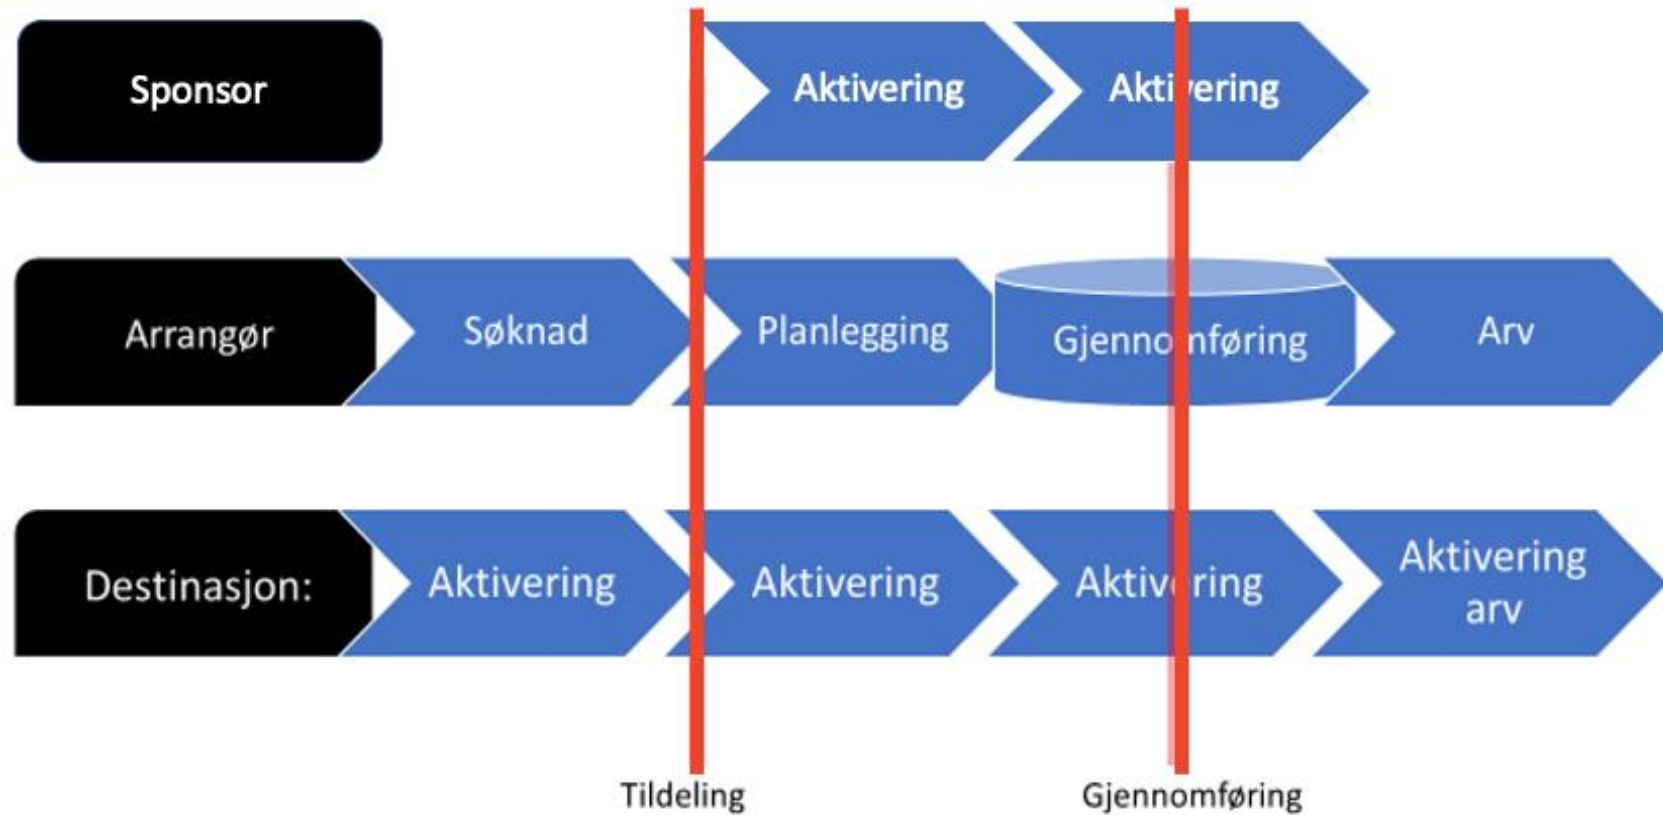 Sponsor
Aktivering
Aktivering
Arrangør
Søknad
Planlegging
Gjennomføring
Arv
Destinasjon:
Aktivering
Aktivering
Aktivering
Aktivering
arv
Tildeling
Gjennomføring